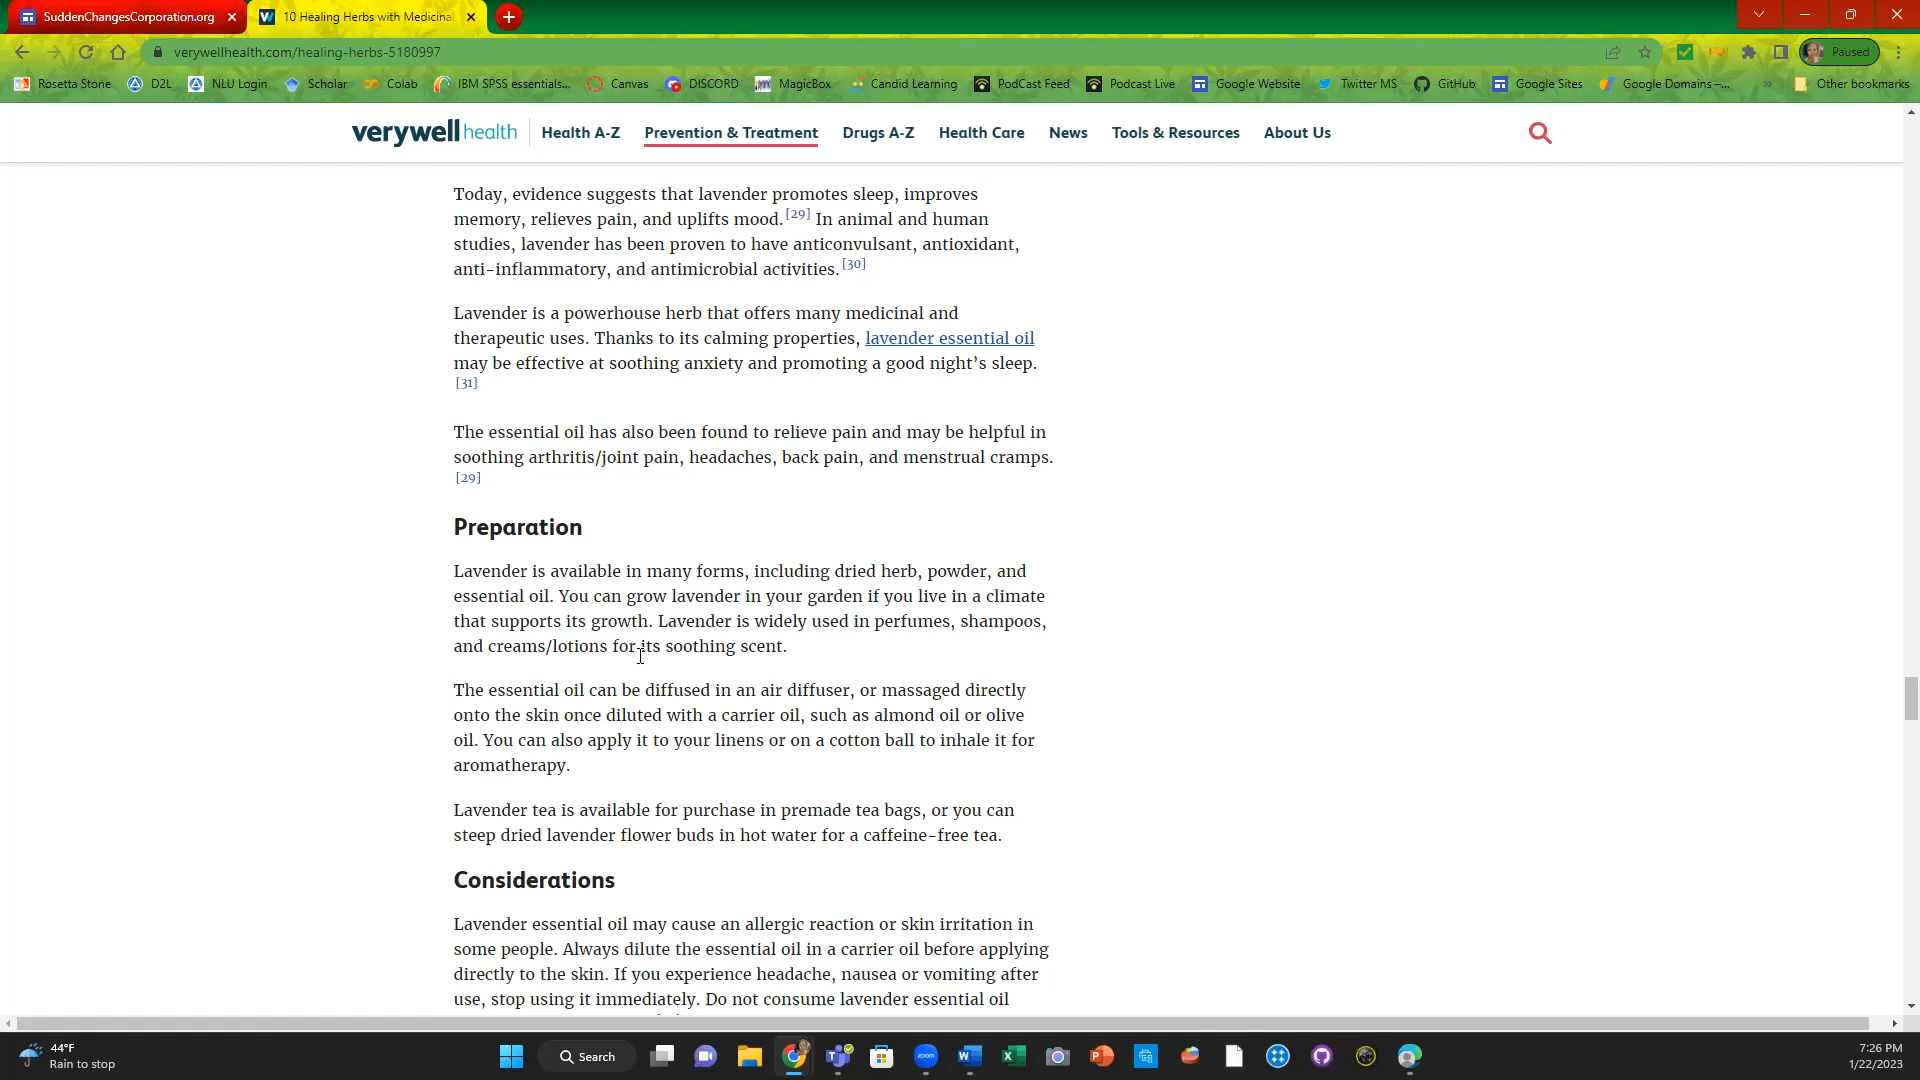 SuddenChangesCorporation.org
10 Healing Herbs with Medicinal
verywellhealth.com/healing-herbs-5180997
Paused
Rosetta Stone D2L NLU Login Scholar Colab IBM SPSS essentials... Canvas DISCORD MagicBox Candid Learning PodCast Feed Podcast Live Google Website Twitter MS GitHub Google Sites Google Domains –... » Other bookmarks
verywell health Health A-Z Prevention & Treatment Drugs A-Z Health Care News Tools & Resources About Us
Today, evidence suggests that lavender promotes sleep, improves
memory, relieves pain, and uplifts mood.[29] In animal and human
studies, lavender has been proven to have anticonvulsant, antioxidant,
anti-inflammatory, and antimicrobial activities.[30]
Lavender is a powerhouse herb that offers many medicinal and
therapeutic uses. Thanks to its calming properties, lavender essential oil
may be effective at soothing anxiety and promoting a good night’s sleep.
[31]
The essential oil has also been found to relieve pain and may be helpful in
soothing arthritis/joint pain, headaches, back pain, and menstrual cramps.
[29]
Preparation
Lavender is available in many forms, including dried herb, powder, and
essential oil. You can grow lavender in your garden if you live in a climate
that supports its growth. Lavender is widely used in perfumes, shampoos,
and creams/lotions for its soothing scent.
The essential oil can be diffused in an air diffuser, or massaged directly
onto the skin once diluted with a carrier oil, such as almond oil or olive
oil. You can also apply it to your linens or on a cotton ball to inhale it for
aromatherapy.
Lavender tea is available for purchase in premade tea bags, or you can
steep dried lavender flower buds in hot water for a caffeine-free tea.
Considerations
Lavender essential oil may cause an allergic reaction or skin irritation in
some people. Always dilute the essential oil in a carrier oil before applying
directly to the skin. If you experience headache, nausea or vomiting after
use, stop using it immediately. Do not consume lavender essential oil
44°F
Rain to stop
Search
zoom
7:26 PM
1/22/2023